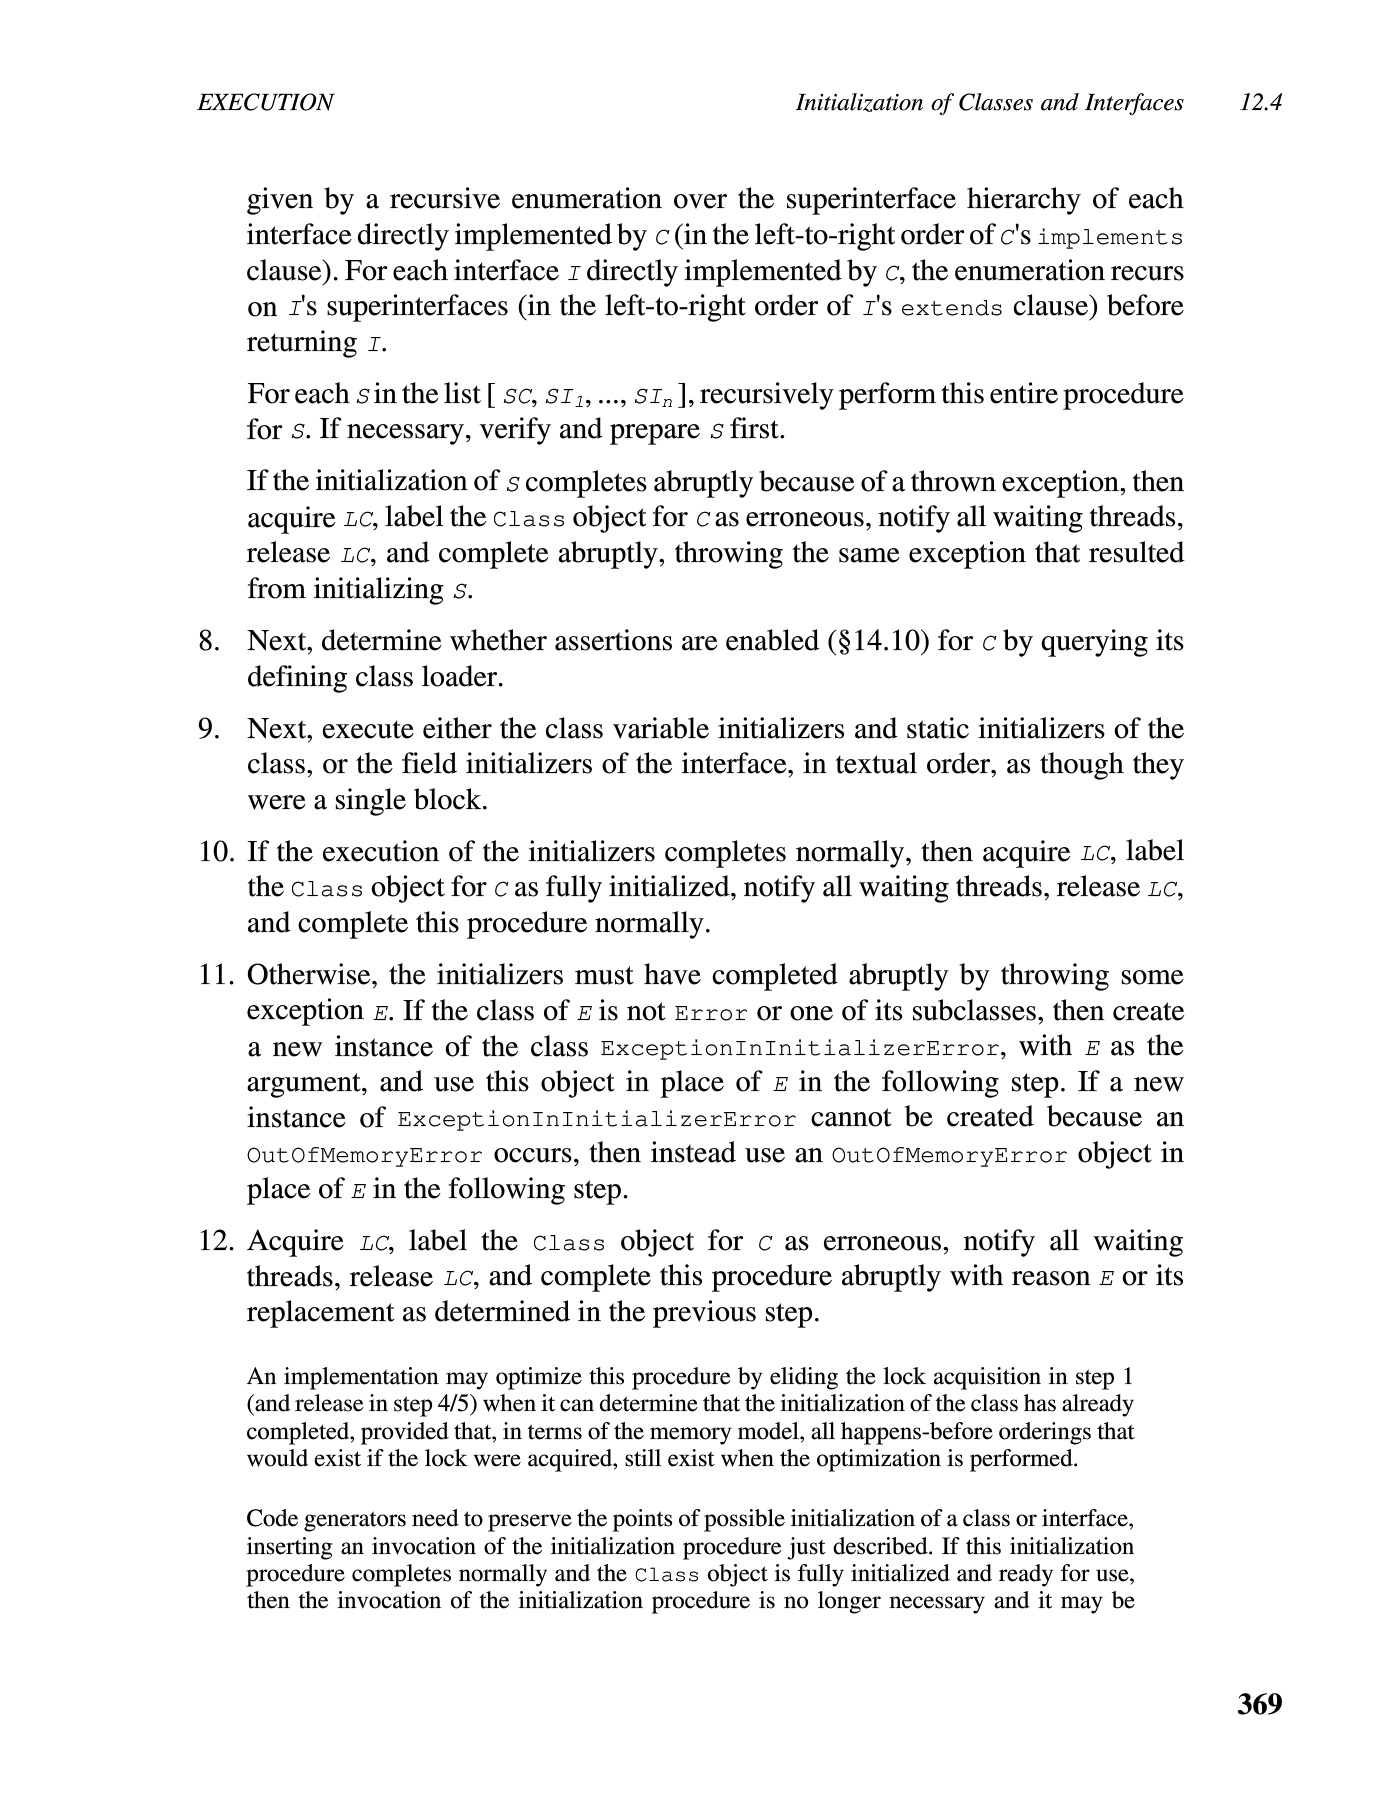 EXECUTION Initialization of Classes and Interfaces 12.4
given by a recursive enumeration over the superinterface hierarchy of each
interface directly implemented by C (in the left-to-right order of C's implements
clause). For each interface I directly implemented by C, the enumeration recurs
on I's superinterfaces (in the left-to-right order of I's extends clause) before
returning I.
For each S in the list [ SC, SI1, ..., SIn ], recursively perform this entire procedure
for S. If necessary, verify and prepare S first.
If the initialization of S completes abruptly because of a thrown exception, then
acquire LC, label the Class object for C as erroneous, notify all waiting threads,
release LC, and complete abruptly, throwing the same exception that resulted
from initializing S.
8. Next, determine whether assertions are enabled (§14.10) for C by querying its
defining class loader.
9. Next, execute either the class variable initializers and static initializers of the
class, or the field initializers of the interface, in textual order, as though they
were a single block.
10. If the execution of the initializers completes normally, then acquire LC, label
the Class object for C as fully initialized, notify all waiting threads, release LC,
and complete this procedure normally.
11. Otherwise, the initializers must have completed abruptly by throwing some
exception E. If the class of E is not Error or one of its subclasses, then create
a new instance of the class ExceptionInInitializerError, with E as the
argument, and use this object in place of E in the following step. If a new
instance of ExceptionInInitializerError cannot be created because an
OutOfMemoryError occurs, then instead use an OutOfMemoryError object in
place of E in the following step.
12. Acquire LC, label the Class object for C as erroneous, notify all waiting
threads, release LC, and complete this procedure abruptly with reason E or its
replacement as determined in the previous step.
An implementation may optimize this procedure by eliding the lock acquisition in step 1
(and release in step 4/5) when it can determine that the initialization of the class has already
completed, provided that, in terms of the memory model, all happens-before orderings that
would exist if the lock were acquired, still exist when the optimization is performed.
Code generators need to preserve the points of possible initialization of a class or interface,
inserting an invocation of the initialization procedure just described. If this initialization
procedure completes normally and the Class object is fully initialized and ready for use,
then the invocation of the initialization procedure is no longer necessary and it may be
369